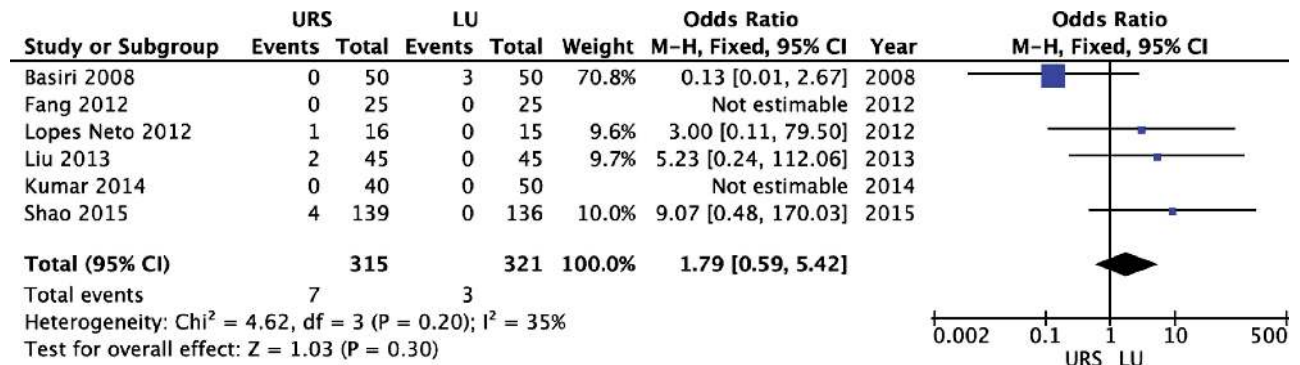 URS LU Odds Ratio Odds Ratio
Study or Subgroup Events Total Events Total Weight M-H, Fixed, 95% CI Year M-H, Fixed, 95% CI
Basiri 2008 0 50 3 50 70.8% 0.13 [0.01, 2.67] 2008
Fang 2012 0 25 0 25 Not estimable 2012
Lopes Neto 2012 1 16 0 15 9.6% 3.00 [0.11, 79.50] 2012
Liu 2013 2 45 0 45 9.7% 5.23 [0.24, 112.06] 2013
Kumar 2014 0 40 0 50 Not estimable 2014
Shao 2015 4 139 0 136 10.0% 9.07 [0.48, 170.03] 2015
Total (95% CI) 315 321 100.0% 1.79 [0.59, 5.42]
Total events 7 3
Heterogeneity: Chi² = 4.62, df = 3 (P = 0.20); I² = 35%
Test for overall effect: Z = 1.03 (P = 0.30)
0.002 0.1 1 10 500
URS LU